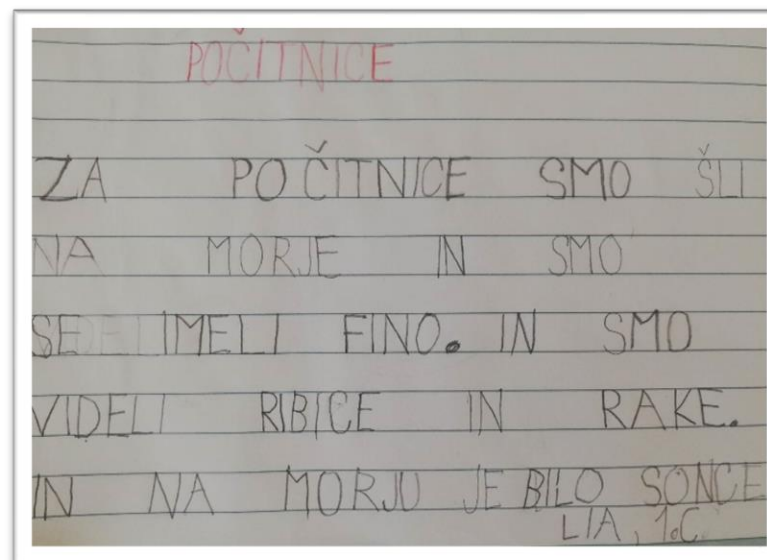 POČITNICE
ZA POČITNICE SMO ŠLI
NA MORJE IN SMO
SE IMELI FINO. IN SMO
VIDELI RIBICE IN RAKE.
IN NA MORJU JE BILO SONCE
LIA, 1.C